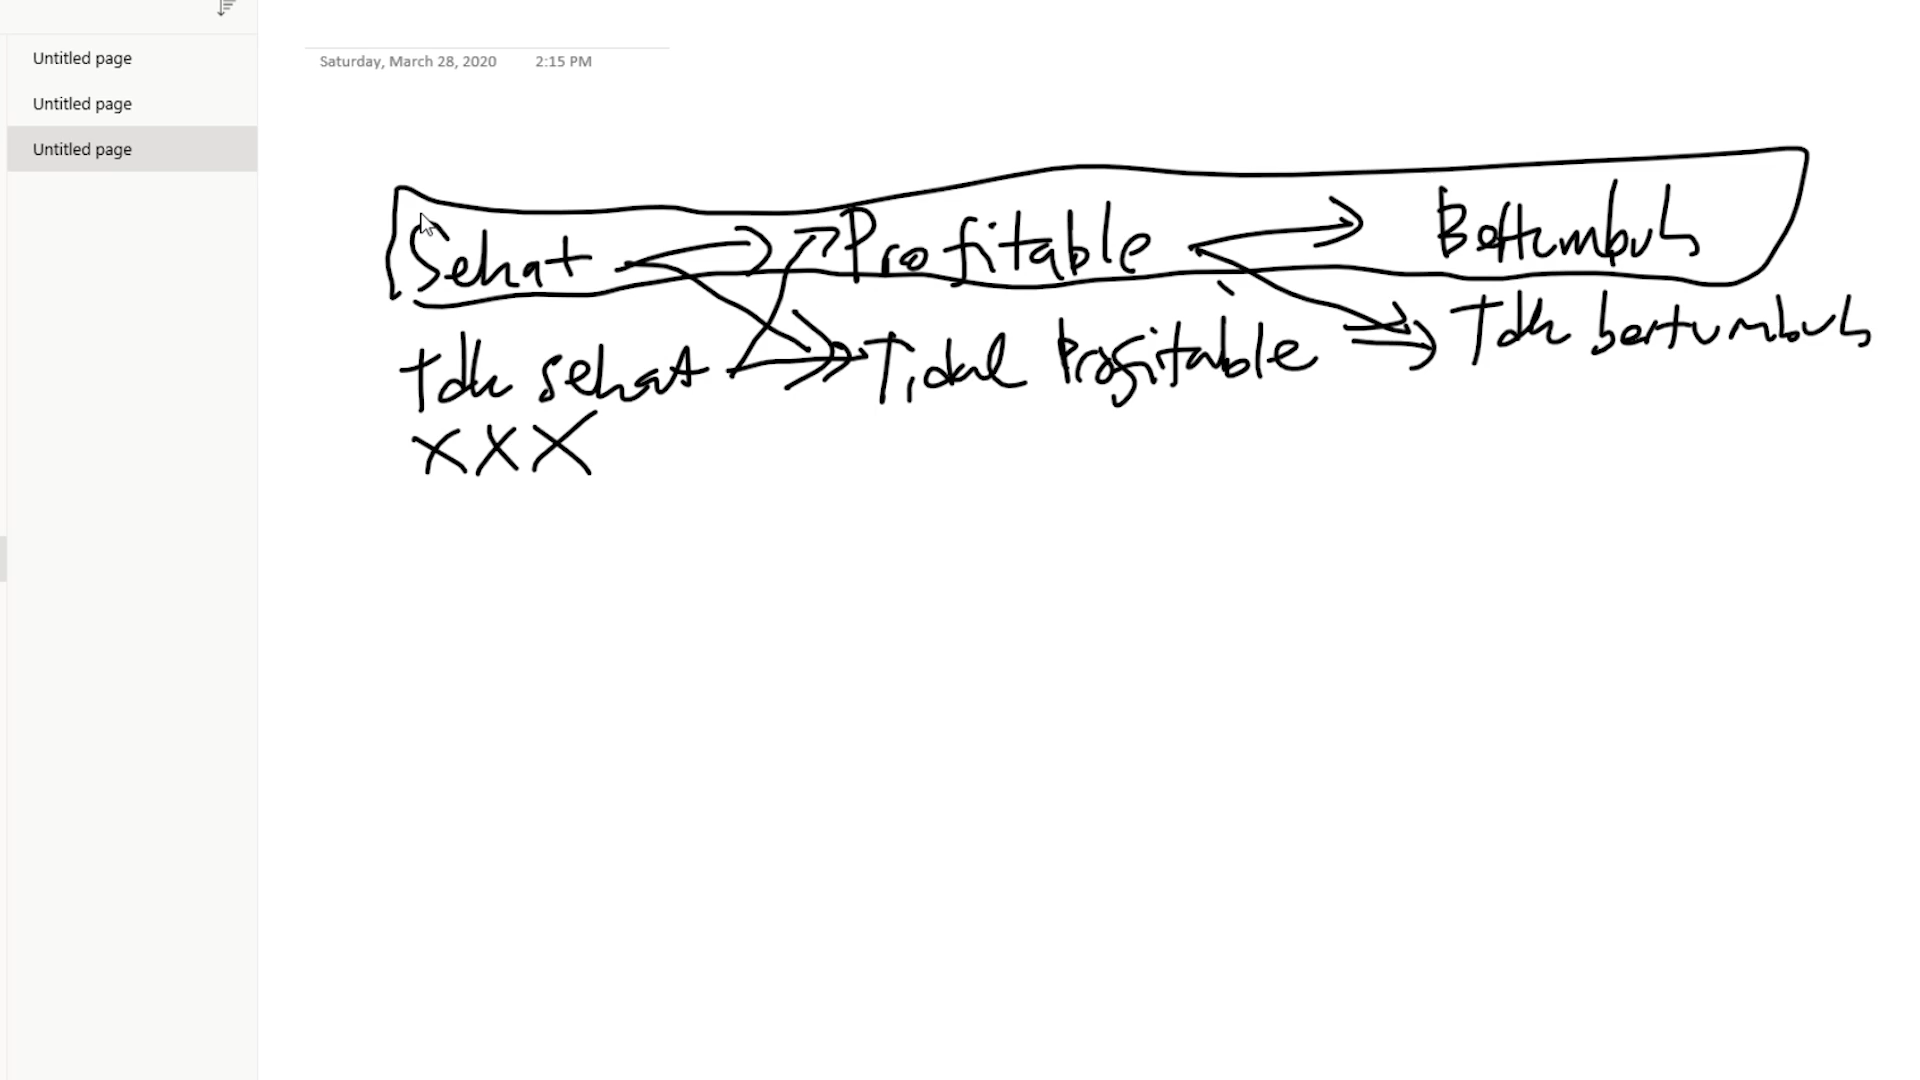 Untitled page
Untitled page
Untitled page
Saturday, March 28, 2020 2:15 PM
Sehat Profitable Bertumbuh
tdk sehat Tidak Profitable Tdk bertumbuh
XXX